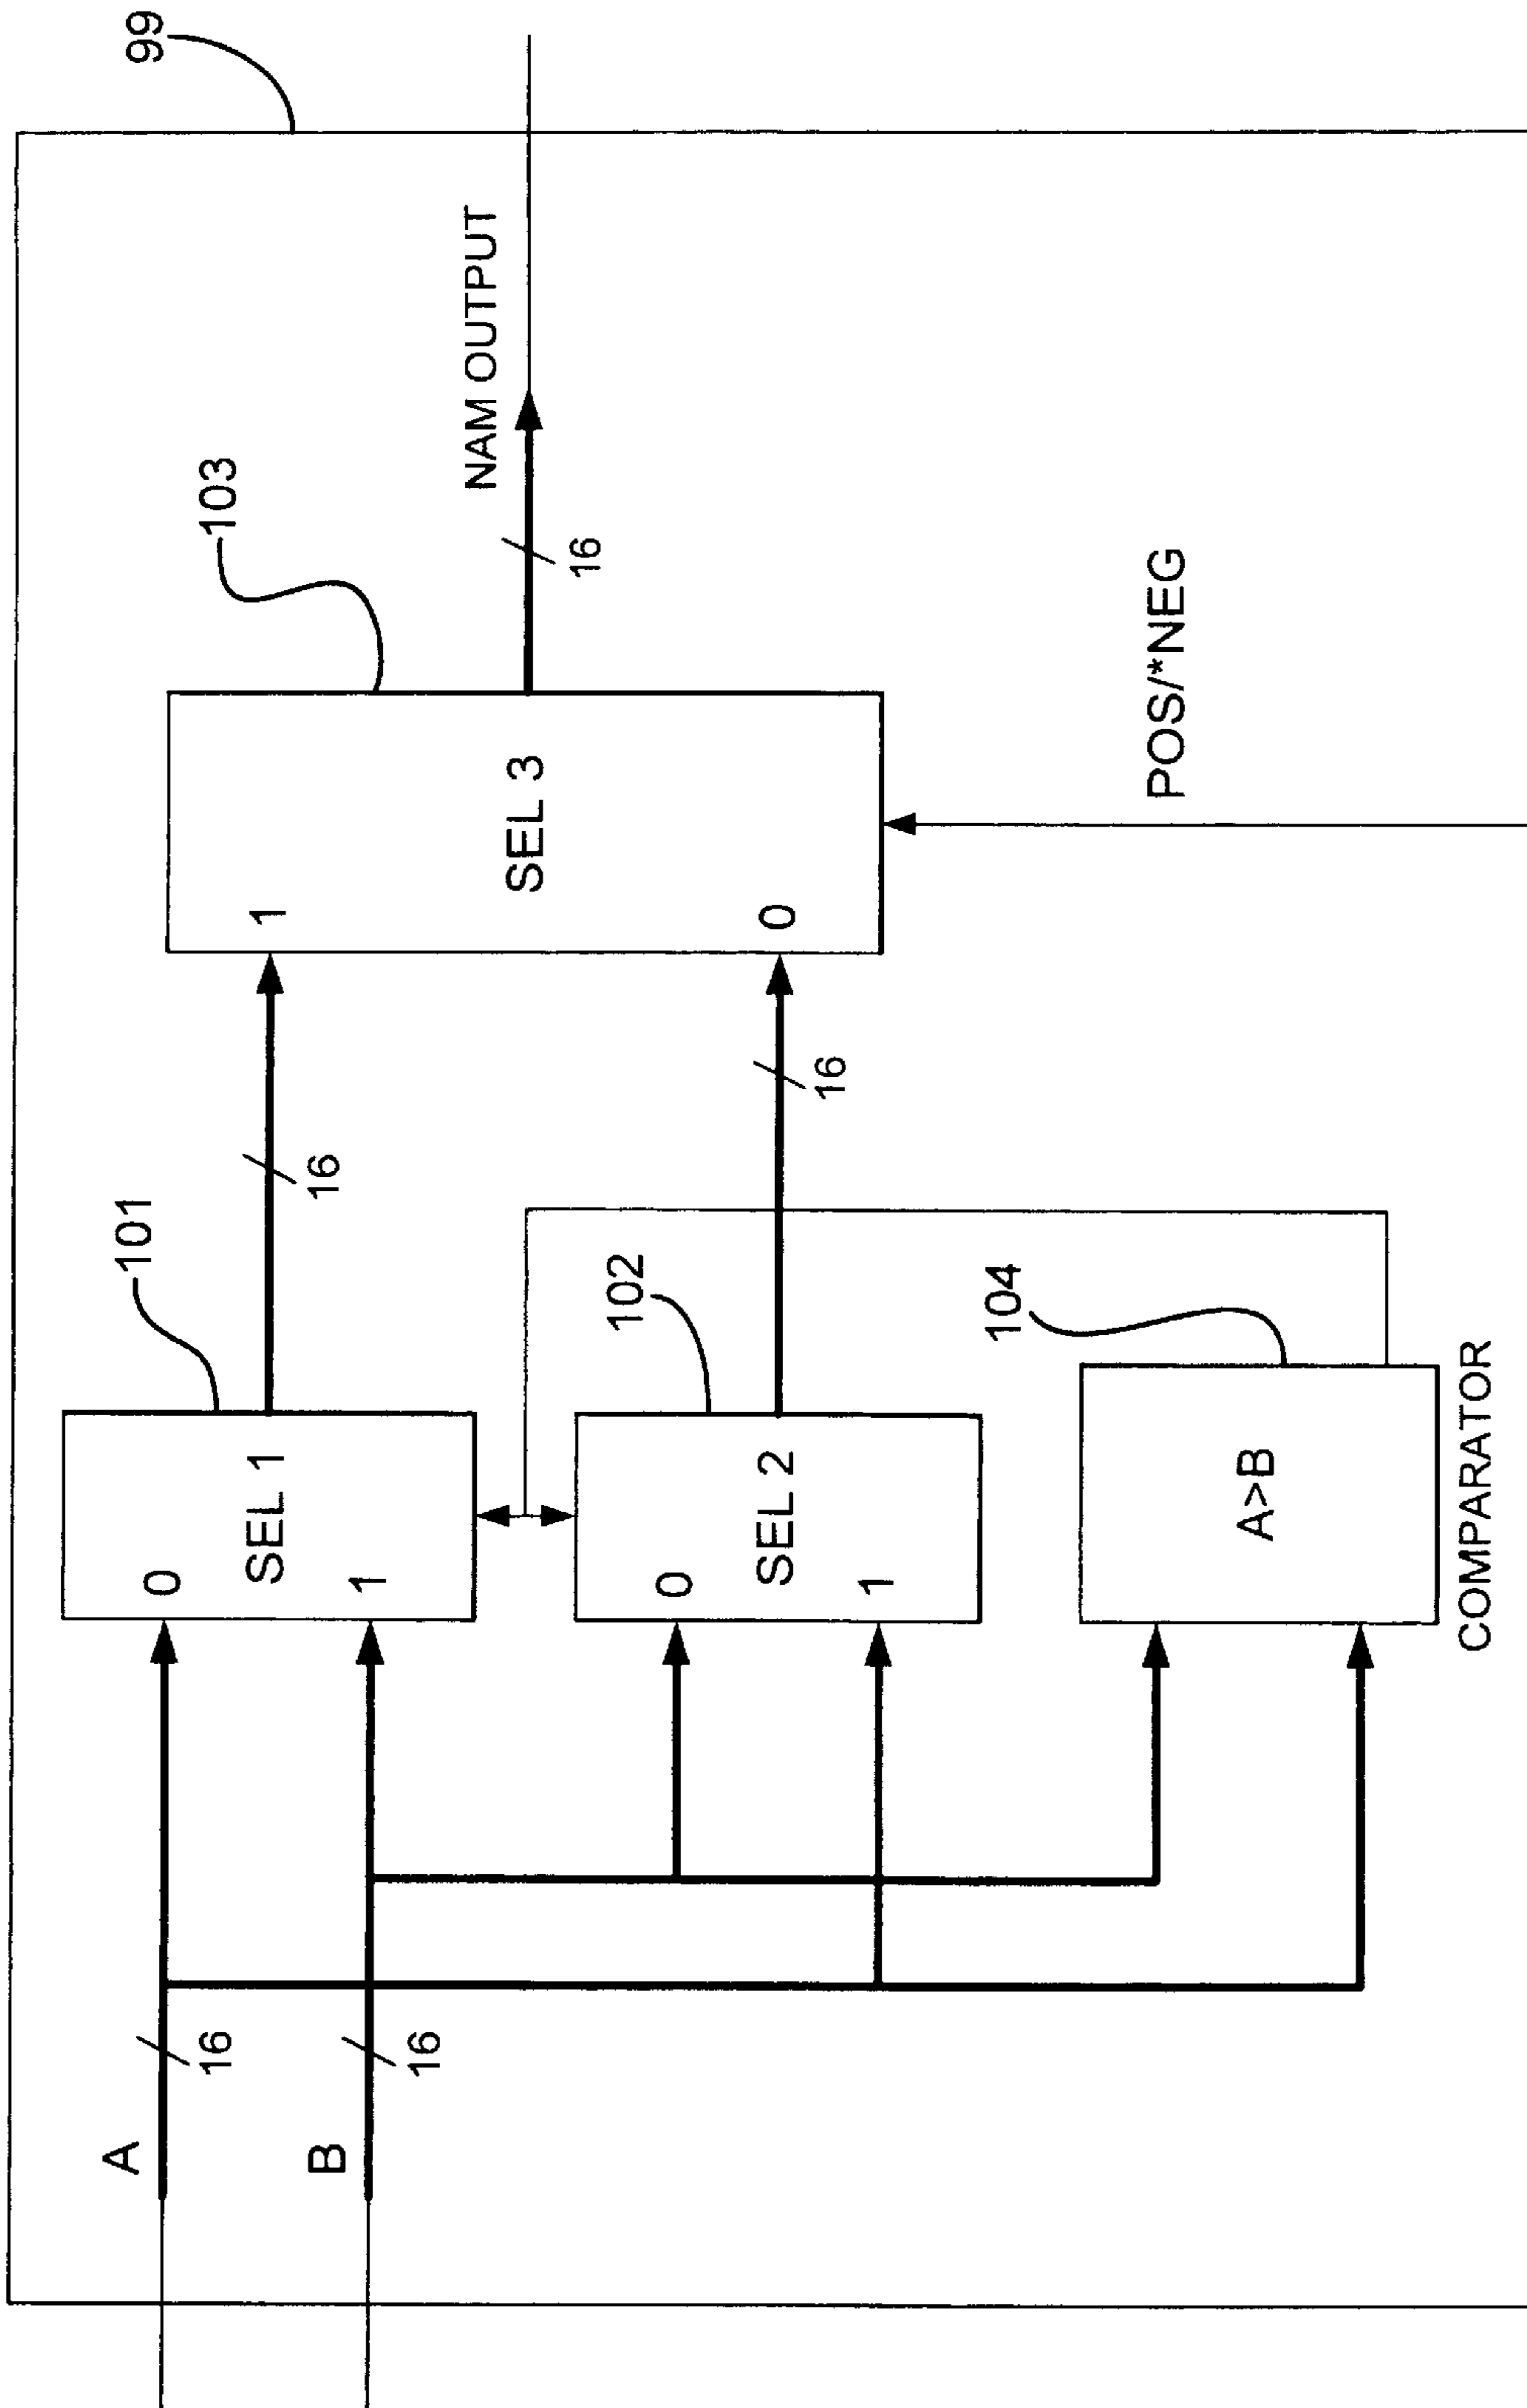 99
A
16
B
16
0
SEL 1
1
101
16
0
SEL 2
1
102
16
A>B
104
COMPARATOR
1
SEL 3
0
103
16
NAM OUTPUT
POS/*NEG